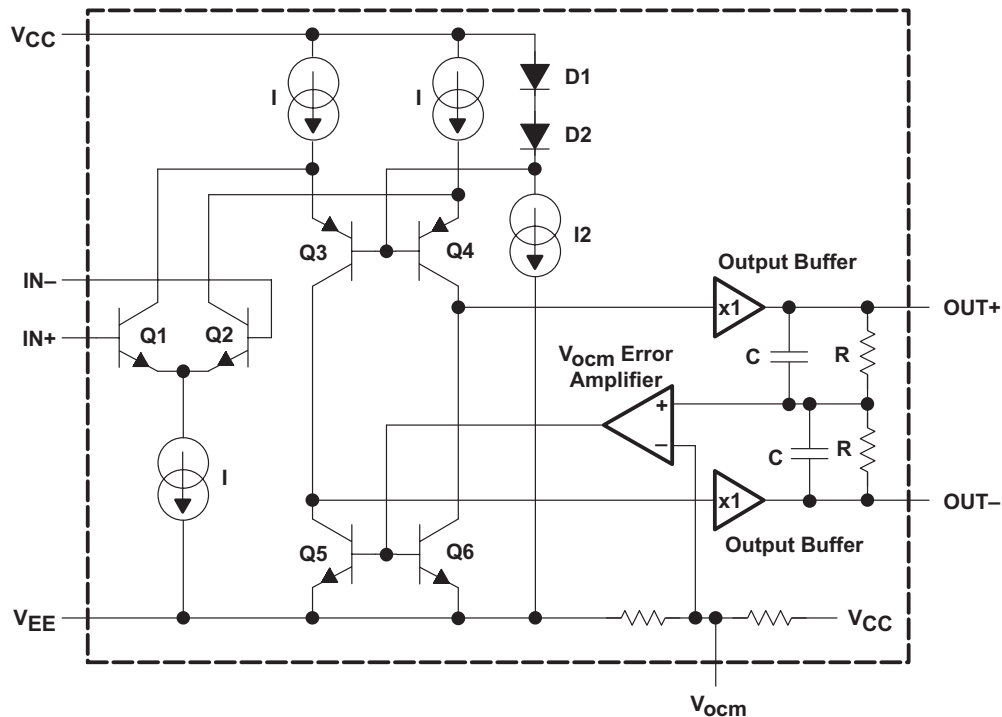 VCC
I
I
D1
D2
Q3
Q4
I2
IN–
IN+
Q1
Q2
Output Buffer
x1
OUT+
Vocm Error
Amplifier
C
R
+
–
C
R
I
x1
OUT–
Output Buffer
Q5
Q6
VEE
VCC
Vocm